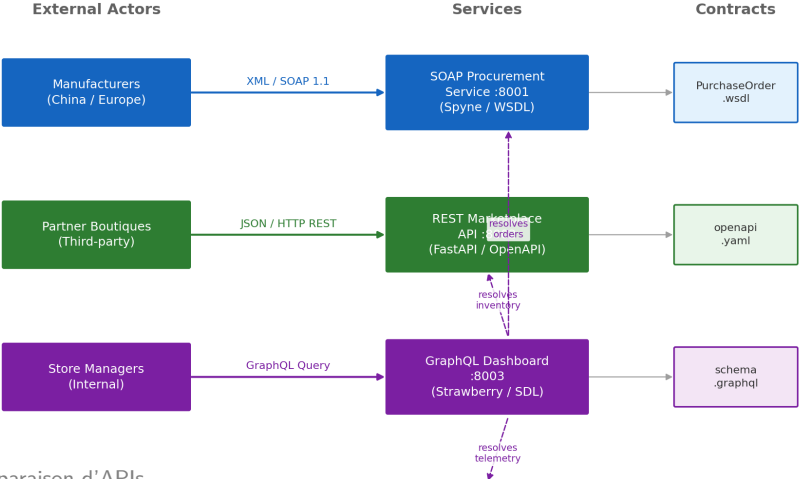 External Actors
Services
Contracts
Manufacturers
(China / Europe)
XML / SOAP 1.1
SOAP Procurement
Service :8001
(Spyne / WSDL)
PurchaseOrder
.wsdl
Partner Boutiques
(Third-party)
JSON / HTTP REST
REST
API
(FastAPI / OpenAPI)
resolves
orders
openapi
.yaml
resolves
inventory
Store Managers
(Internal)
GraphQL Query
GraphQL Dashboard
:8003
(Strawberry / SDL)
schema
.graphql
resolves
telemetry
d'APIs